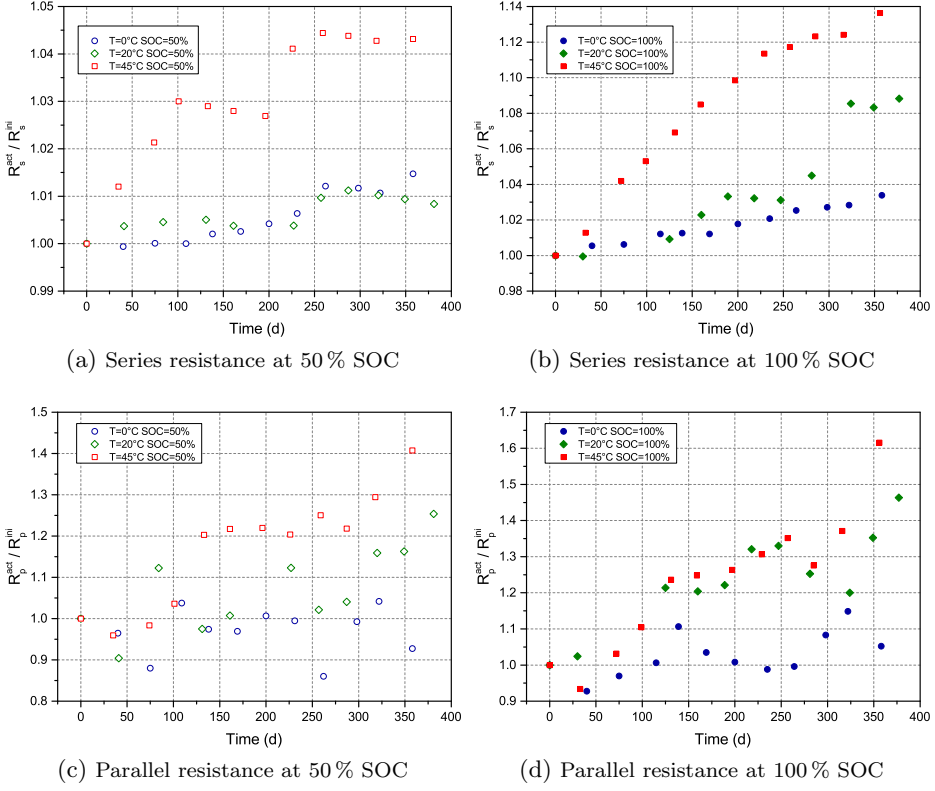 1.05
1.04
1.03
1.02
1.01
1.00
0.99
R_s^act / R_s^ini
T=0°C SOC=50%
T=20°C SOC=50%
T=45°C SOC=50%
0 50 100 150 200 250 300 350 400
Time (d)
(a) Series resistance at 50 % SOC
1.14
1.12
1.10
1.08
1.06
1.04
1.02
1.00
0.98
R_s^act / R_s^ini
T=0°C SOC=100%
T=20°C SOC=100%
T=45°C SOC=100%
0 50 100 150 200 250 300 350 400
Time (d)
(b) Series resistance at 100 % SOC
1.5
1.4
1.3
1.2
1.1
1.0
0.9
0.8
R_p^act / R_p^ini
T=0°C SOC=50%
T=20°C SOC=50%
T=45°C SOC=50%
0 50 100 150 200 250 300 350 400
Time (d)
(c) Parallel resistance at 50 % SOC
1.7
1.6
1.5
1.4
1.3
1.2
1.1
1.0
0.9
R_p^act / R_p^ini
T=0°C SOC=100%
T=20°C SOC=100%
T=45°C SOC=100%
0 50 100 150 200 250 300 350 400
Time (d)
(d) Parallel resistance at 100 % SOC